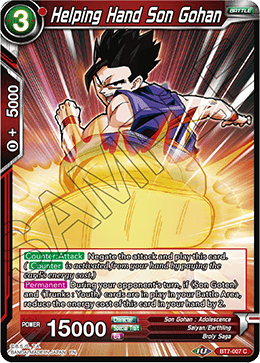 3
Helping Hand Son Gohan
BATTLE
+ 5000
SAMPLE
Counter:Attack Negate the attack and play this card.
(Counter is activated from your hand by paying the
card's energy cost.)
Permanent During your opponent's turn, if {Son Goten}
and {Trunks : Youth} cards are in play in your Battle Area,
reduce the energy cost of this card in your hand by 2.
POWER 15000
Character Son Gohan : Adolescence
Special Trait Saiyan/Earthling
Era Broly Saga
BT7-007 C